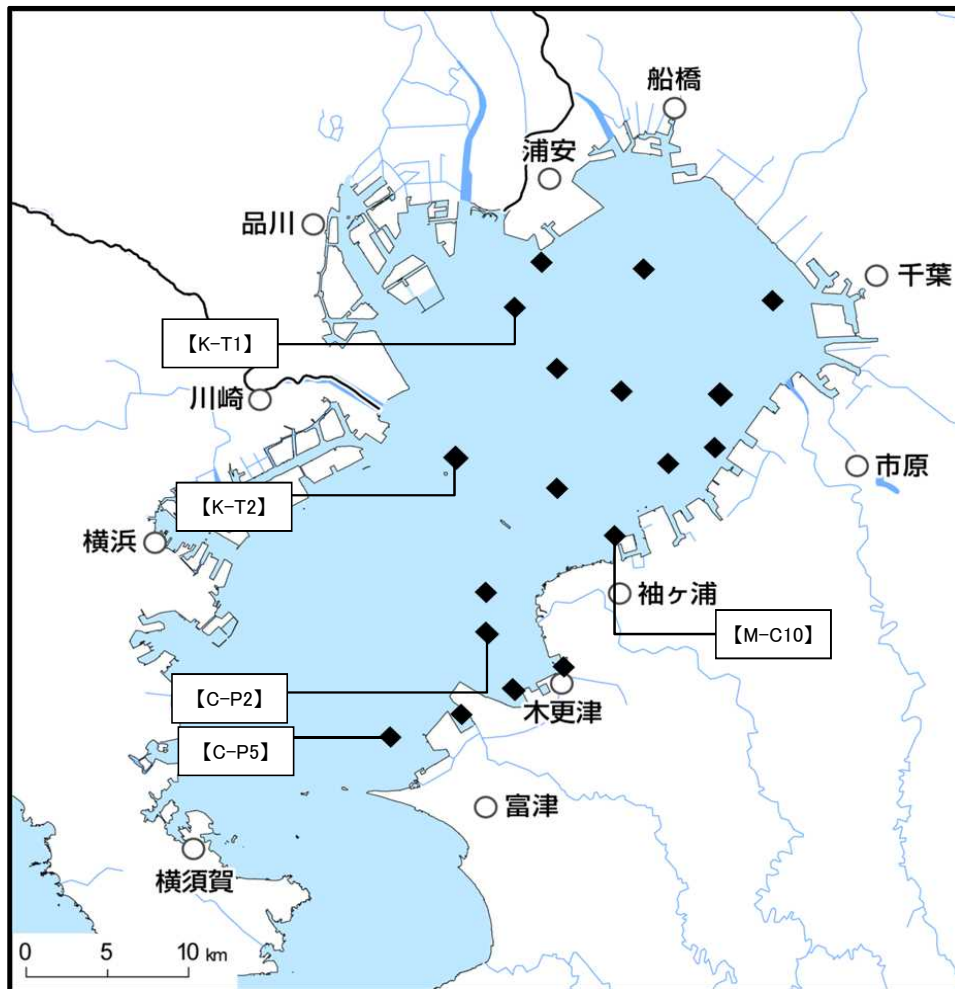 船橋
浦安
品川
千葉
【K-T1】
川崎
市原
【K-T2】
横浜
袖ヶ浦
【M-C10】
【C-P2】
木更津
【C-P5】
富津
横須賀
0 5 10 km